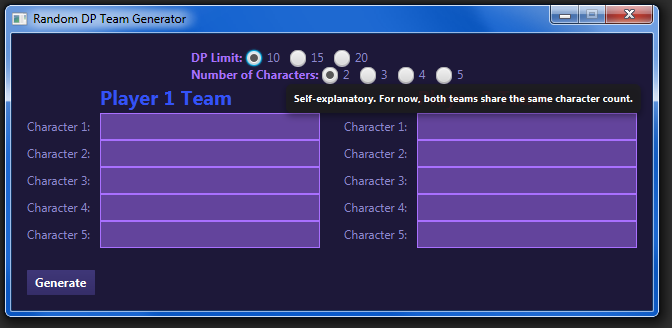 Random DP Team Generator
DP Limit: 10 15 20
Number of Characters: 2 3 4 5
Self-explanatory. For now, both teams share the same character count.
Player 1 Team
Character 1: Character 1:
Character 2: Character 2:
Character 3: Character 3:
Character 4: Character 4:
Character 5: Character 5:
Generate